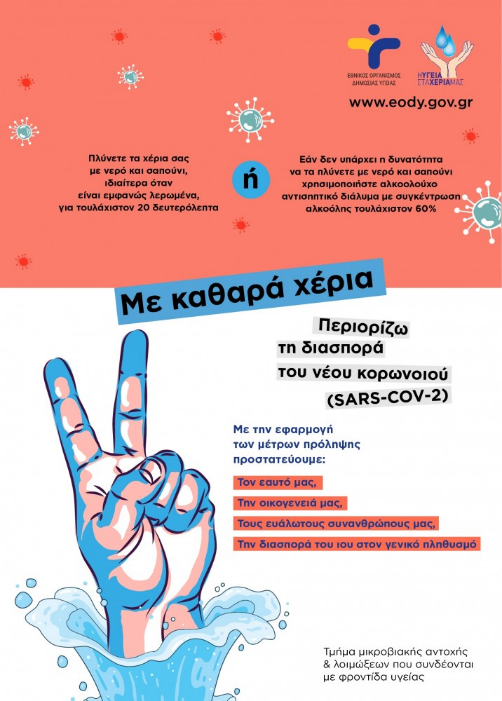 ΕΘΝΙΚΟΣ ΟΡΓΑΝΙΣΜΟΣ
ΔΗΜΟΣΙΑΣ ΥΓΕΙΑΣ
Η ΥΓΕΙΑ
ΣΤΑ ΧΕΡΙΑ ΜΑΣ
www.eody.gov.gr
Πλύνετε τα χέρια σας
με νερό και σαπούνι,
ιδιαίτερα όταν
είναι εμφανώς λερωμένα,
για τουλάχιστον 20 δευτερόλεπτα
ή
Εάν δεν υπάρχει η δυνατότητα
να τα πλύνετε με νερό και σαπούνι
χρησιμοποιήστε αλκοολούχο
αντισηπτικό διάλυμα με συγκέντρωση
αλκοόλης τουλάχιστον 60%
Με καθαρά χέρια
Περιορίζω
τη διασπορά
του νέου κορωνοιού
(SARS-COV-2)
Με την εφαρμογή
των μέτρων πρόληψης
προστατεύουμε:
Τον εαυτό μας,
Την οικογενειά μας,
Τους ευάλωτους συνανθρώπους μας,
Την διασπορά του ιου στον γενικό πληθυσμό
Τμήμα μικροβιακής αντοχής
& λοιμώξεων που συνδέονται
με φροντίδα υγείας